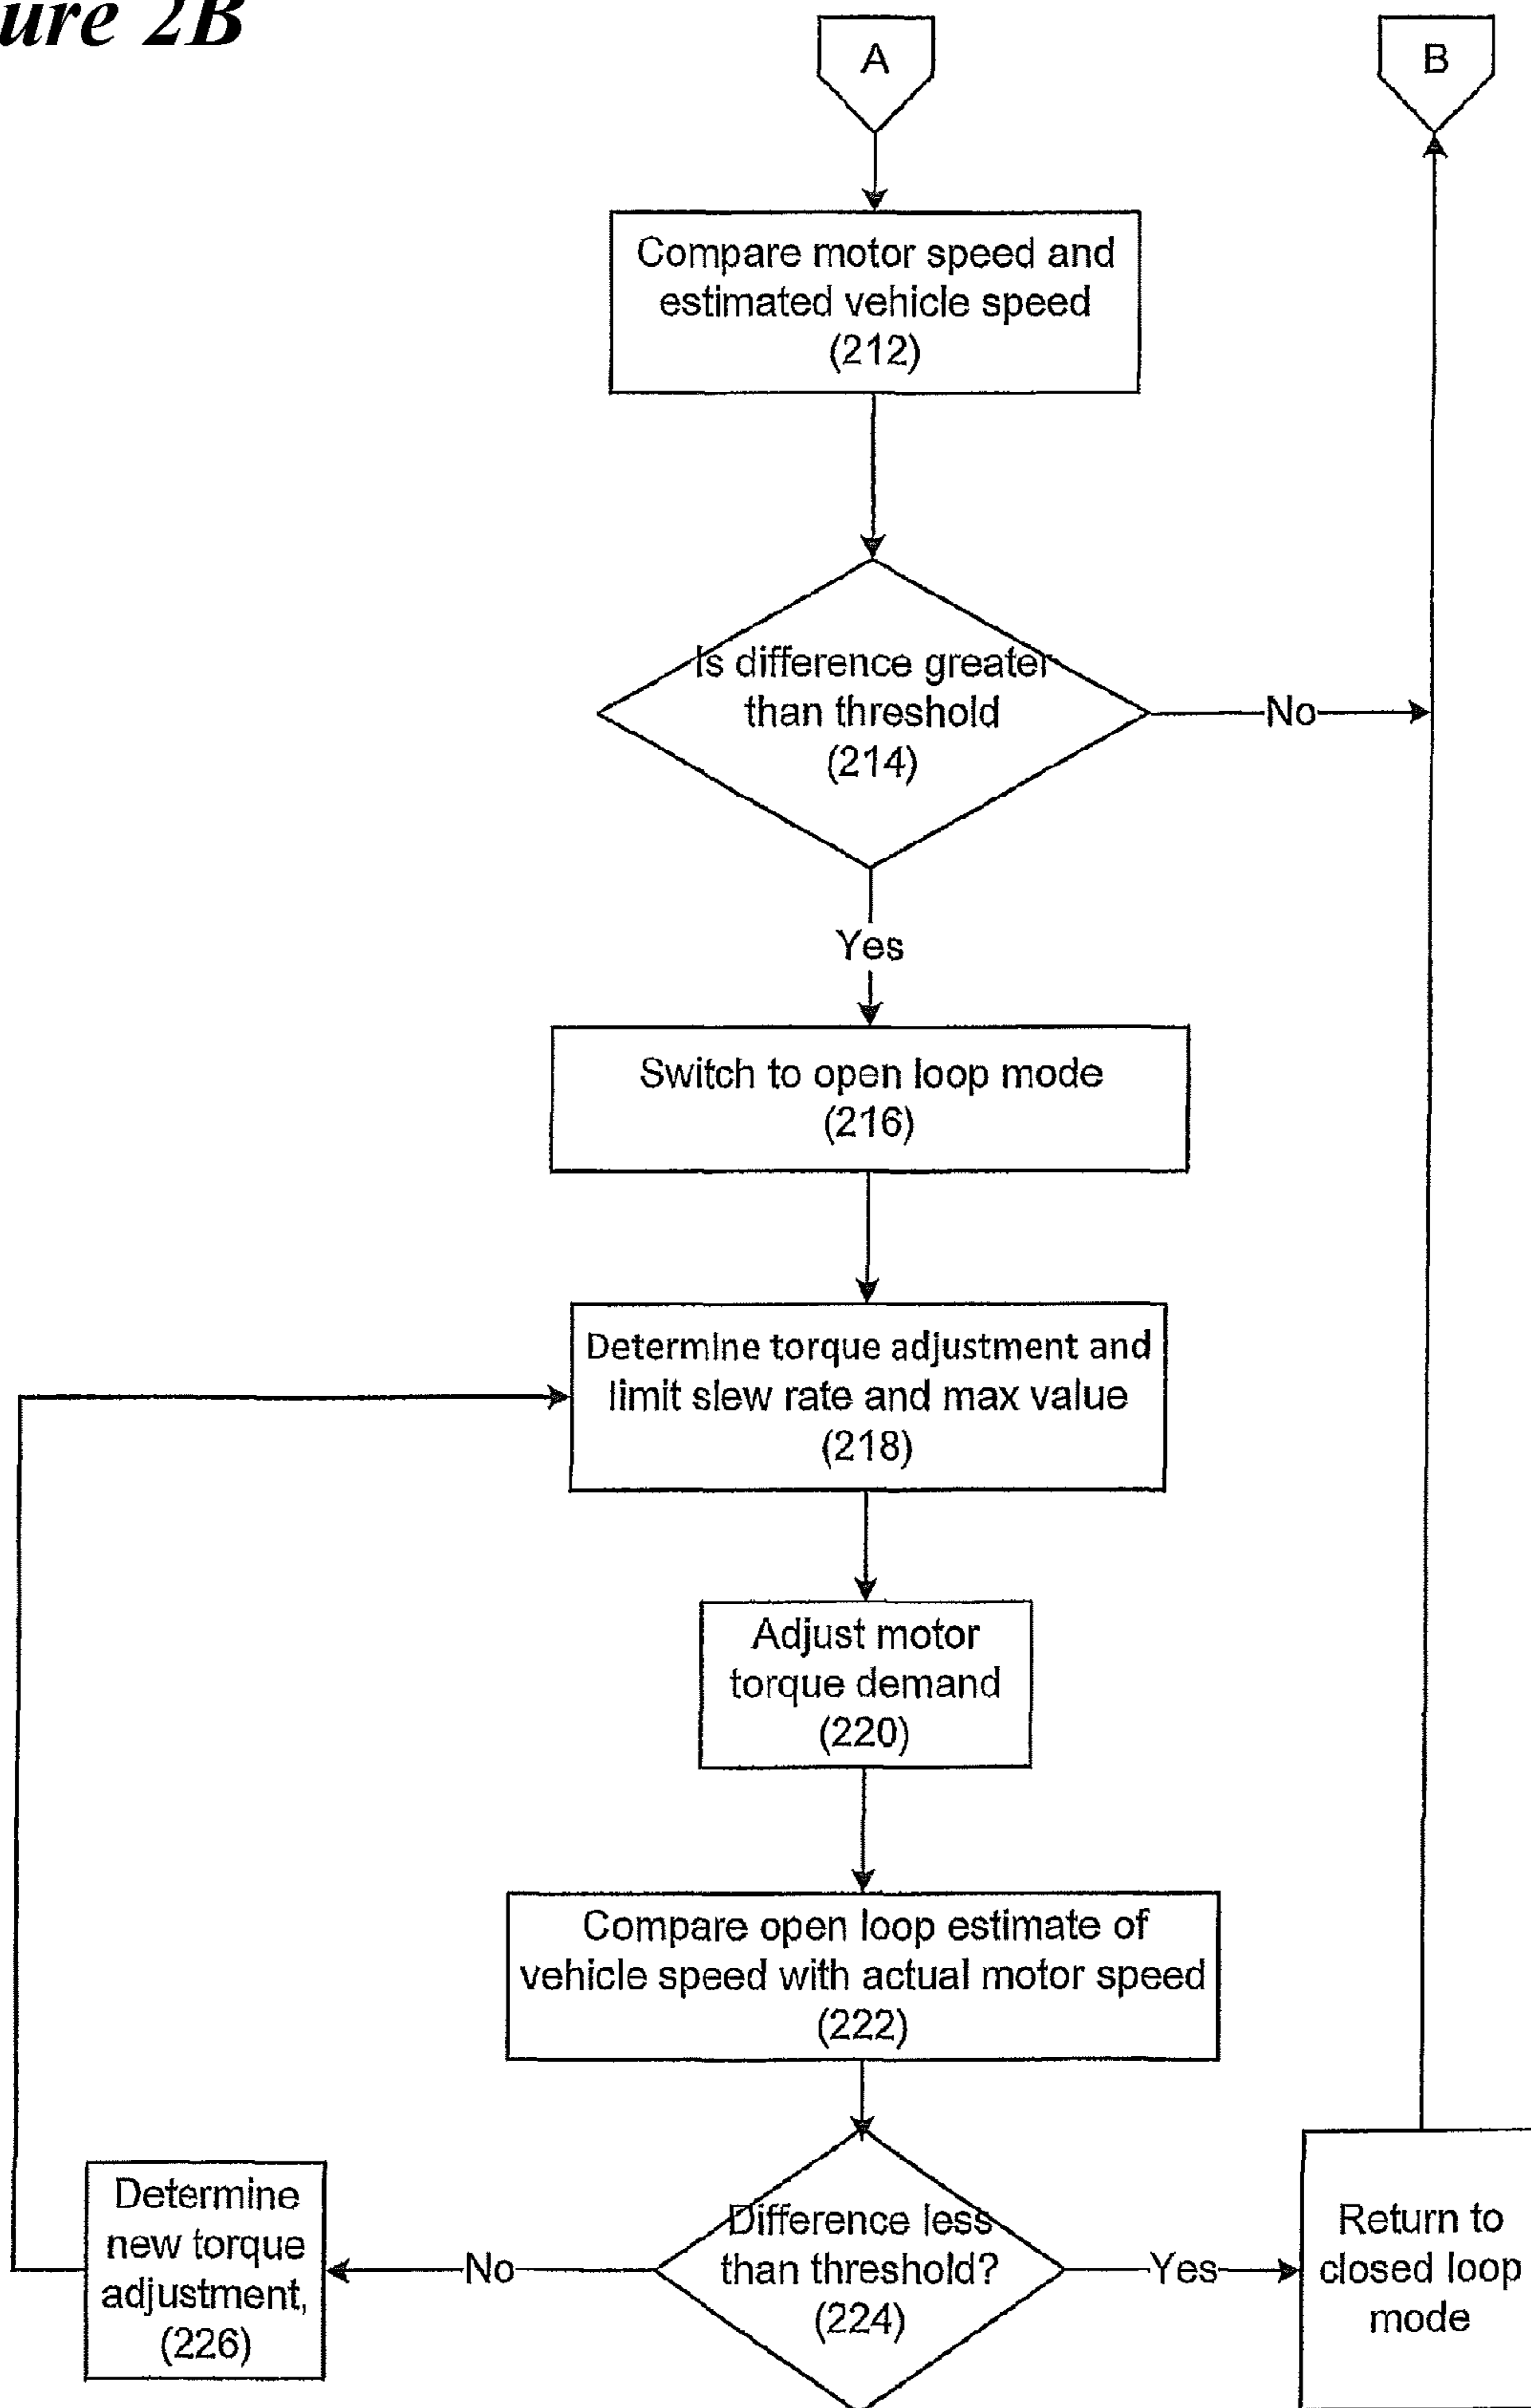 ure 2B
A
B
Compare motor speed and
estimated vehicle speed
(212)
Is difference greater
than threshold
(214)
No
Yes
Switch to open loop mode
(216)
Determine torque adjustment and
limit slew rate and max value
(218)
Adjust motor
torque demand
(220)
Compare open loop estimate of
vehicle speed with actual motor speed
(222)
Difference less
than threshold?
(224)
No
Yes
Determine
new torque
adjustment,
(226)
Return to
closed loop
mode